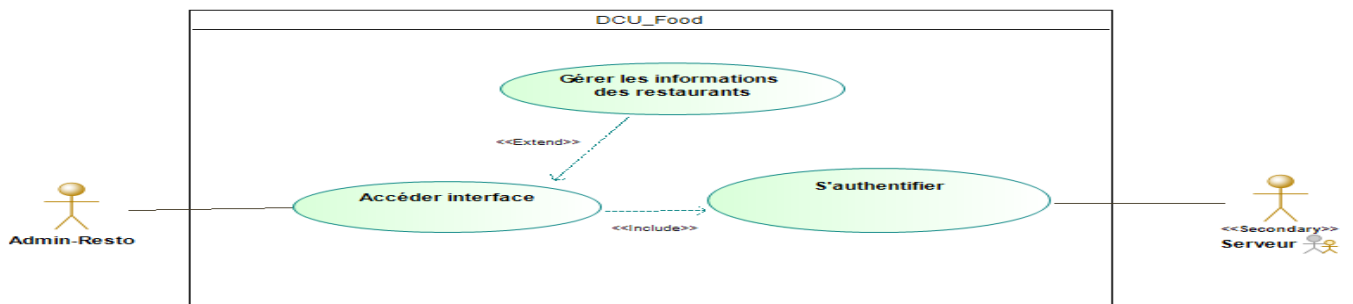 DCU_Food
Gérer les informations
des restaurants
<<Extend>>
Accéder interface
S'authentifier
<<Include>>
Admin-Resto
<<Secondary>>
Serveur